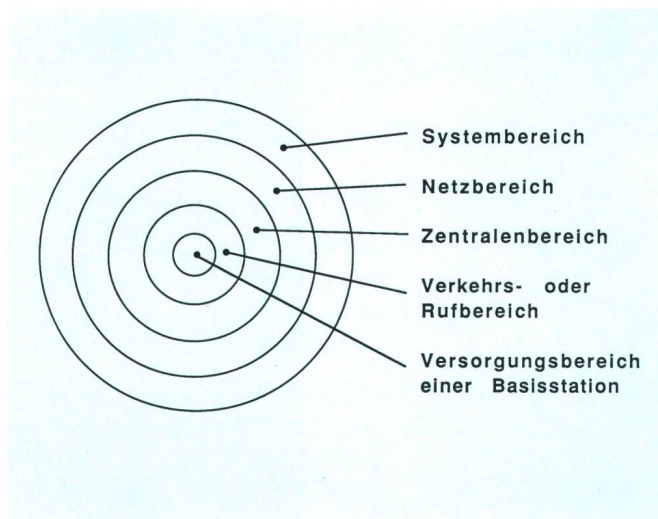 Systembereich
Netzbereich
Zentralenbereich
Verkehrs- oder
Rufbereich
Versorgungsbereich
einer Basisstation